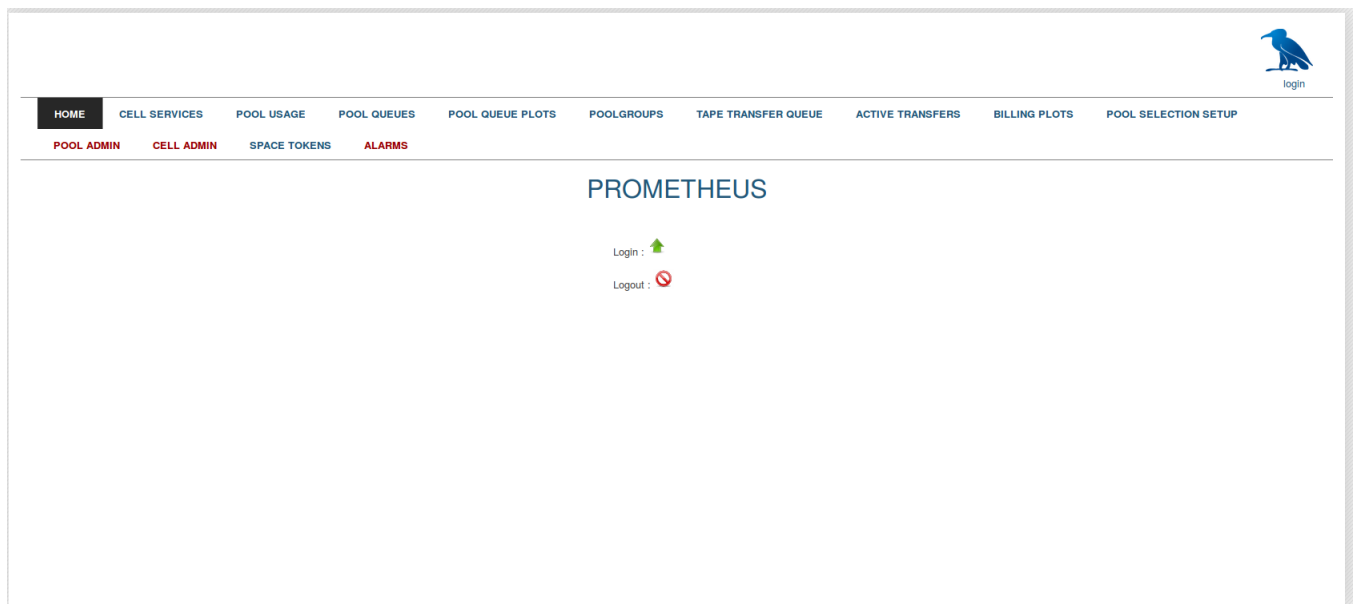 login
HOME CELL SERVICES POOL USAGE POOL QUEUES POOL QUEUE PLOTS POOLGROUPS TAPE TRANSFER QUEUE ACTIVE TRANSFERS BILLING PLOTS POOL SELECTION SETUP
POOL ADMIN CELL ADMIN SPACE TOKENS ALARMS
PROMETHEUS
Login :
Logout :